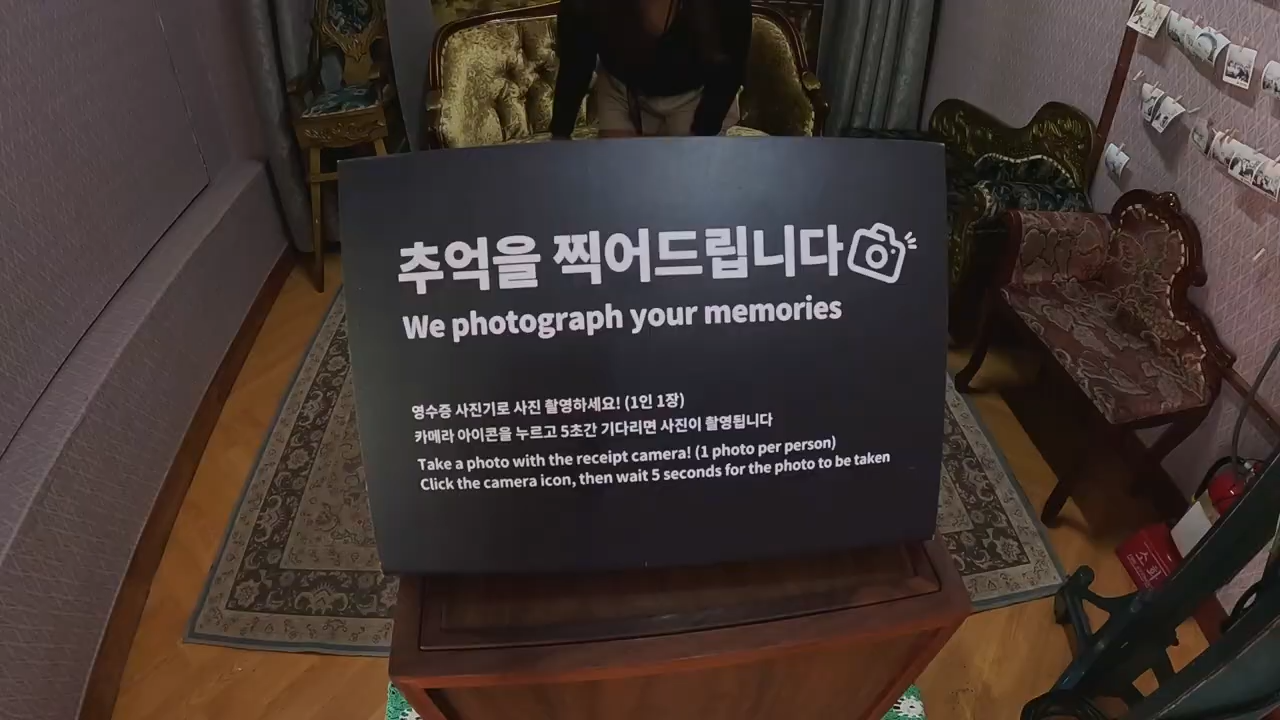 추억을 찍어드립니다
We photograph your memories
영수증 사진기로 사진 촬영하세요! (1인 1장)
카메라 아이콘을 누르고 5초간 기다리면 사진이 촬영됩니다
Take a photo with the receipt camera! (1 photo per person)
Click the camera icon, then wait 5 seconds for the photo to be taken
소화